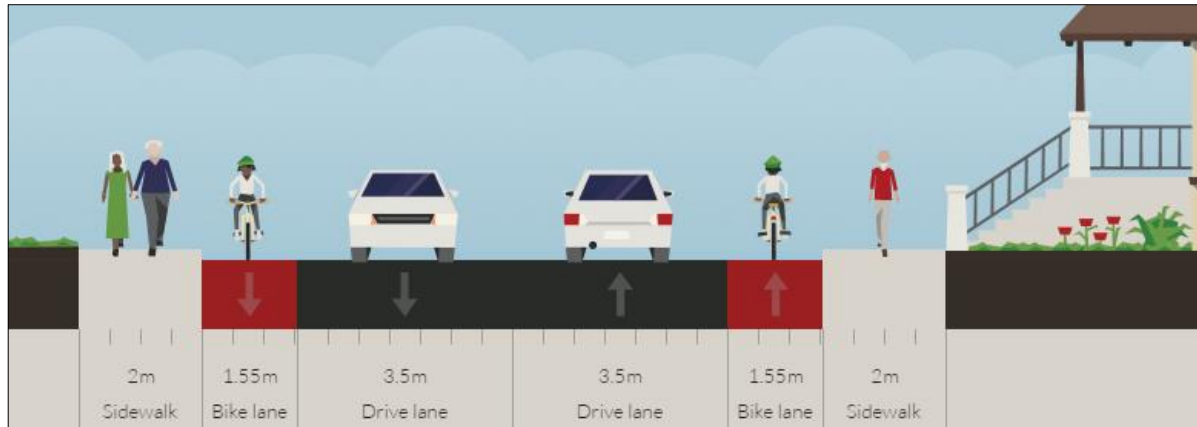 2m
Sidewalk
1.55m
Bike lane
3.5m
Drive lane
3.5m
Drive lane
1.55m
Bike lane
2m
Sidewalk